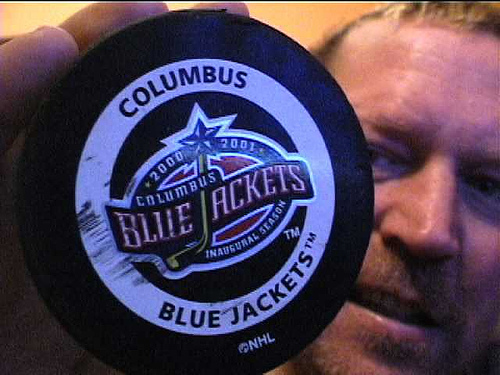 COLUMBUS
2000 2001
COLUMBUS
BLUE JACKETS
INAUGURAL SEASON
TM
BLUE JACKETS™
©NHL